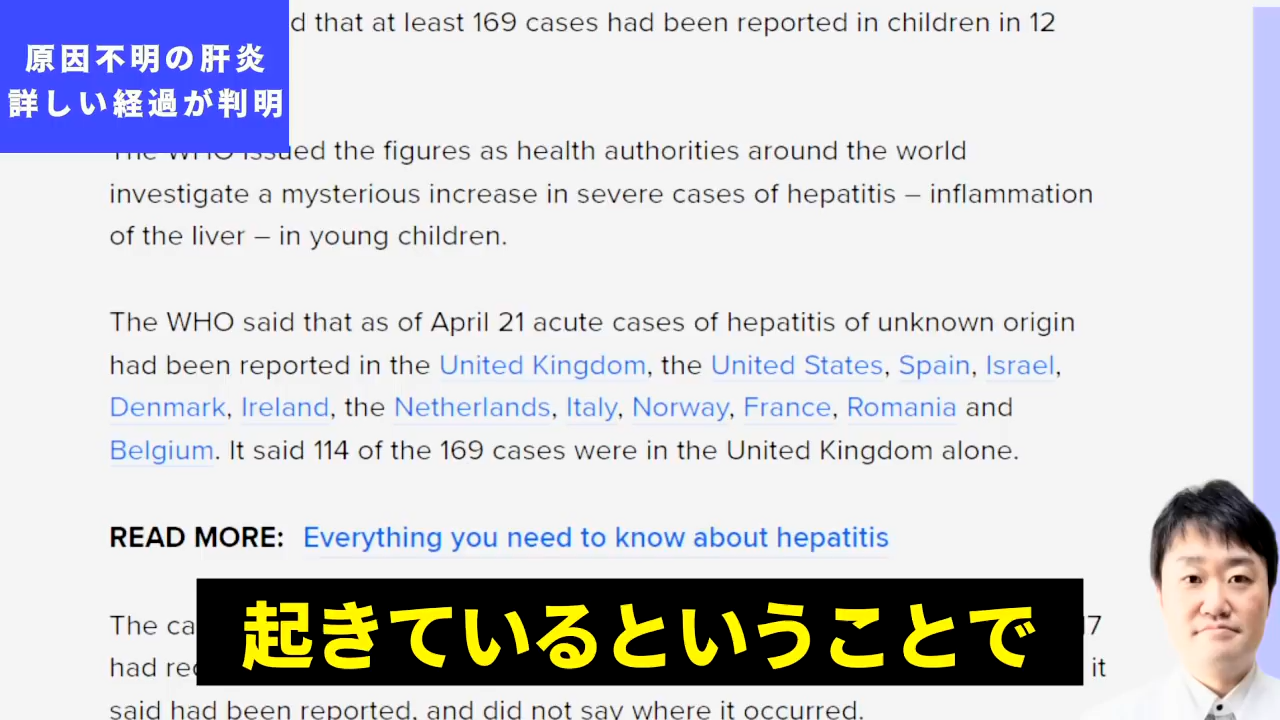 原因不明の肝炎
詳しい経過が判明
d that at least 169 cases had been reported in children in 12
The WHO issued the figures as health authorities around the world
investigate a mysterious increase in severe cases of hepatitis – inflammation
of the liver – in young children.
The WHO said that as of April 21 acute cases of hepatitis of unknown origin
had been reported in the United Kingdom, the United States, Spain, Israel,
Denmark, Ireland, the Netherlands, Italy, Norway, France, Romania and
Belgium. It said 114 of the 169 cases were in the United Kingdom alone.
READ MORE: Everything you need to know about hepatitis
The ca
had re it
said had been reported, and did not say where it occurred.
起きているということで